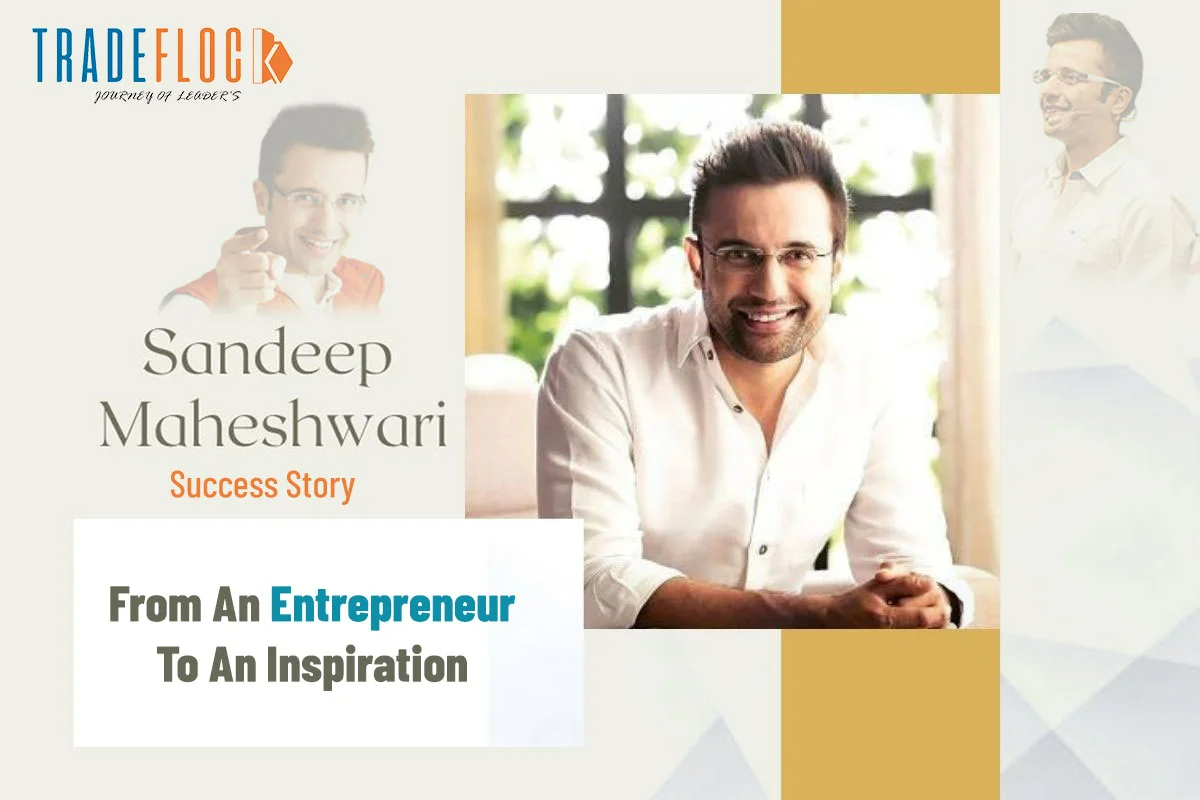 TRADEFLOCK
JOURNEY OF LEADER'S
Sandeep
Maheshwari
Success Story
From An Entrepreneur
To An Inspiration